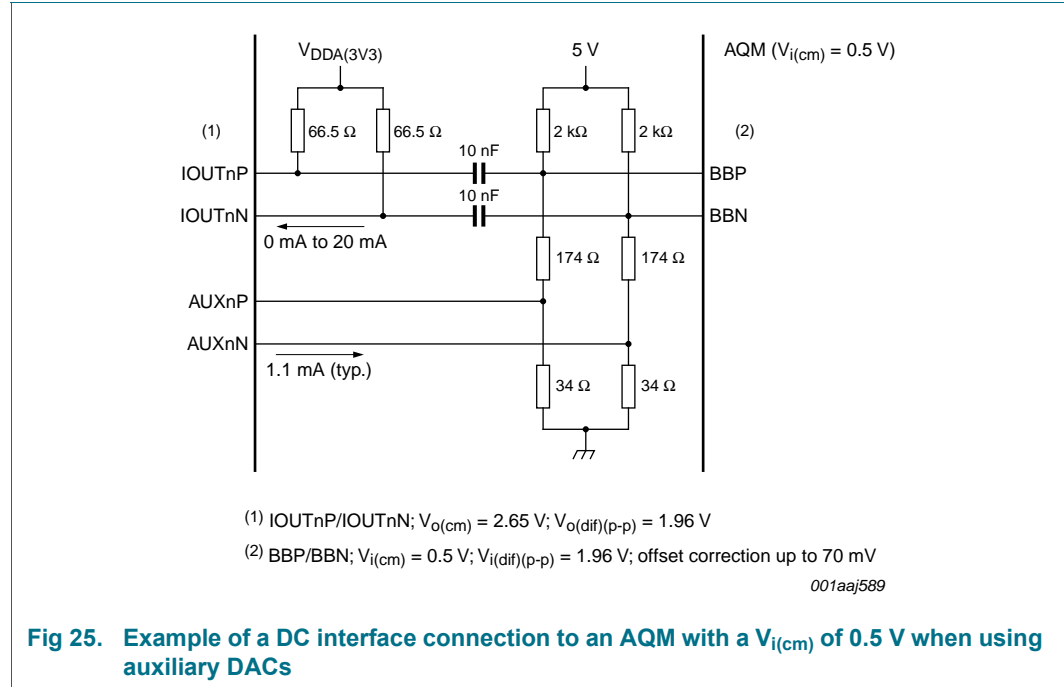 V_DDA(3V3)
5 V
AQM (V_i(cm) = 0.5 V)
(1)
66.5 Ω
66.5 Ω
2 kΩ
2 kΩ
(2)
10 nF
IOUTnP
BBP
10 nF
IOUTnN
BBN
0 mA to 20 mA
174 Ω
174 Ω
AUXnP
AUXnN
1.1 mA (typ.)
34 Ω
34 Ω
(1) IOUTnP/IOUTnN; V_o(cm) = 2.65 V; V_o(dif)(p-p) = 1.96 V
(2) BBP/BBN; V_i(cm) = 0.5 V; V_i(dif)(p-p) = 1.96 V; offset correction up to 70 mV
001aaj589
Fig 25. Example of a DC interface connection to an AQM with a V_i(cm) of 0.5 V when using
auxiliary DACs